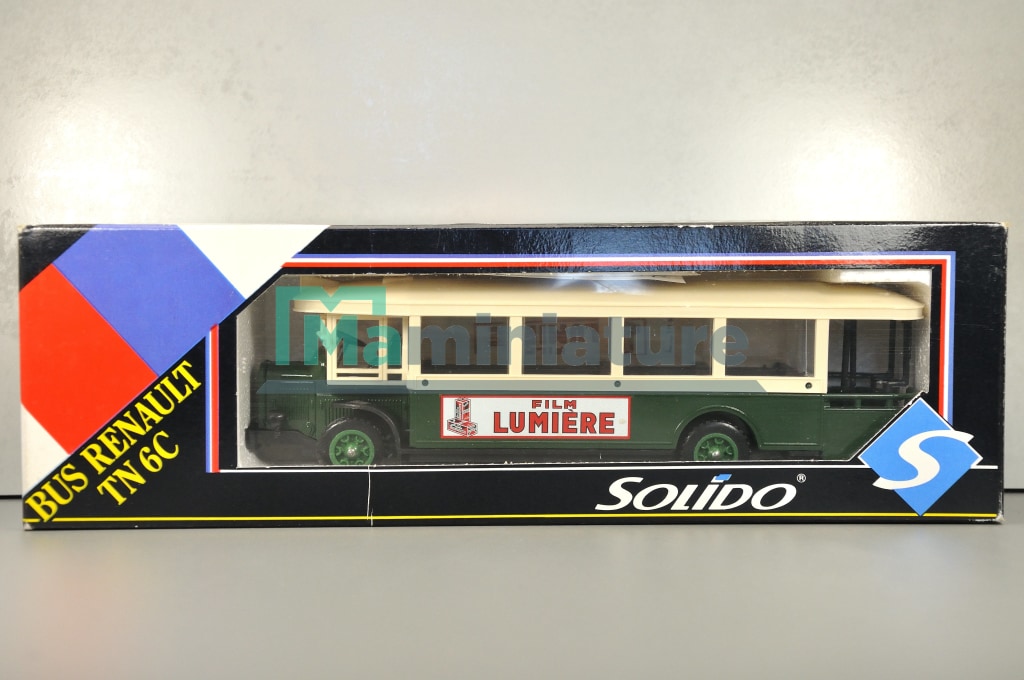 Maminiature
FILM
LUMIÈRE
BUS RENAULT
TN 6C
SOLIDO®
S